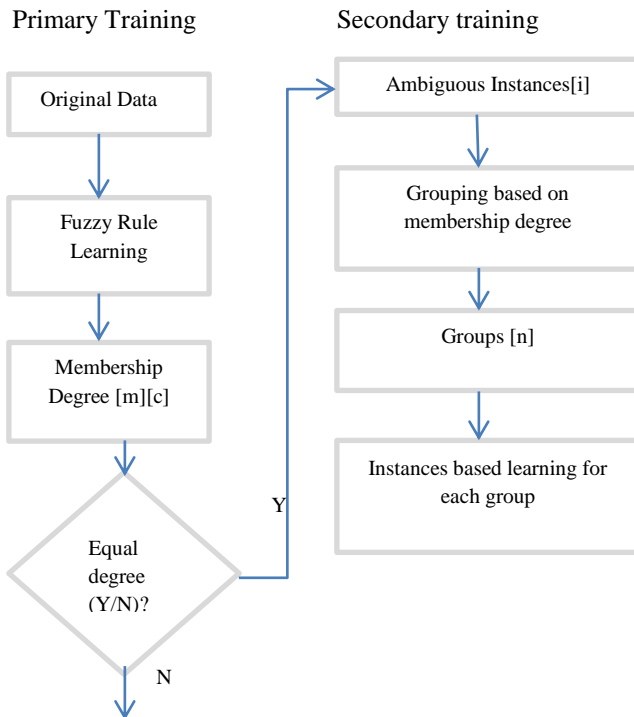 Primary Training
Original Data
Fuzzy Rule
Learning
Membership
Degree [m][c]
Equal
degree
(Y/N)?
Y
N
Secondary training
Ambiguous Instances[i]
Grouping based on
membership degree
Groups [n]
Instances based learning for
each group